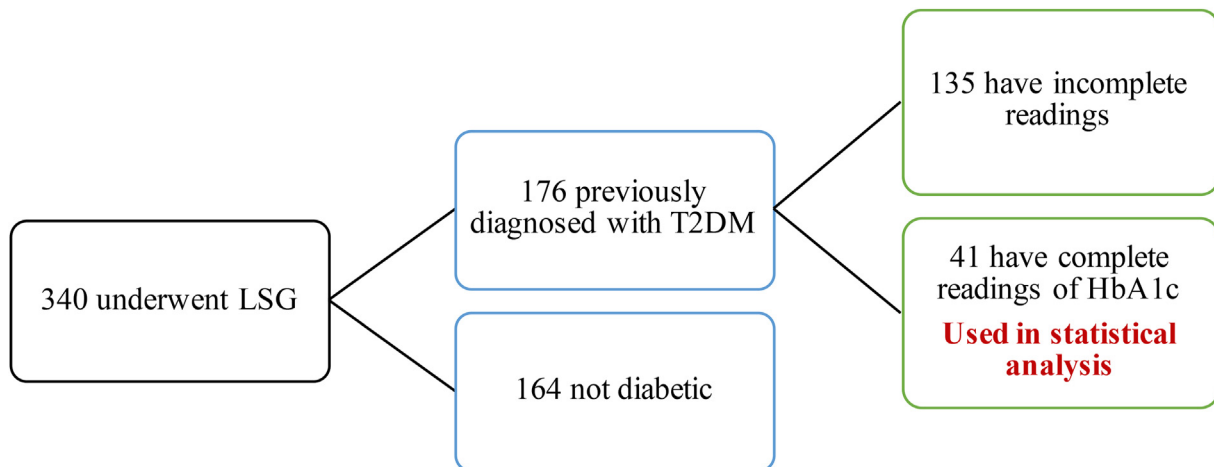 340 underwent LSG
176 previously
diagnosed with T2DM
164 not diabetic
135 have incomplete
readings
41 have complete
readings of HbA1c
Used in statistical
analysis